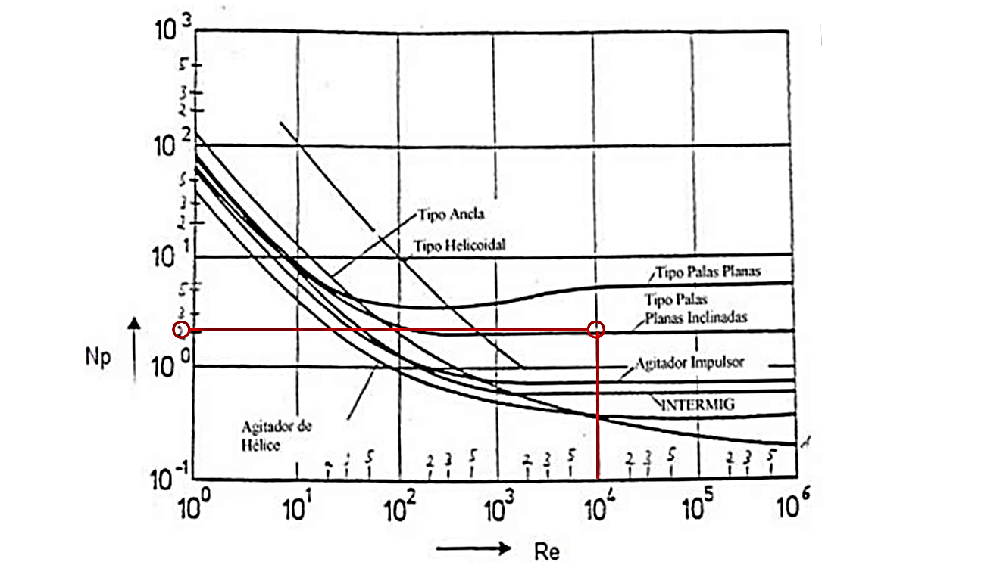 10³
5
3
2
10²
5
3
2
Tipo Ancla
Tipo Helicoidal
10¹
Tipo Palas Planas
5
Tipo Palas
Planas Inclinadas
3
2
Np
10⁰
Agitador Impulsor
INTERMIG
Agitador de
Hélice
2 5 2 3 5 2 3 5 2 3 5 2 3 5
10⁻¹
10⁰ 10¹ 10² 10³ 10⁴ 10⁵ 10⁶
Re